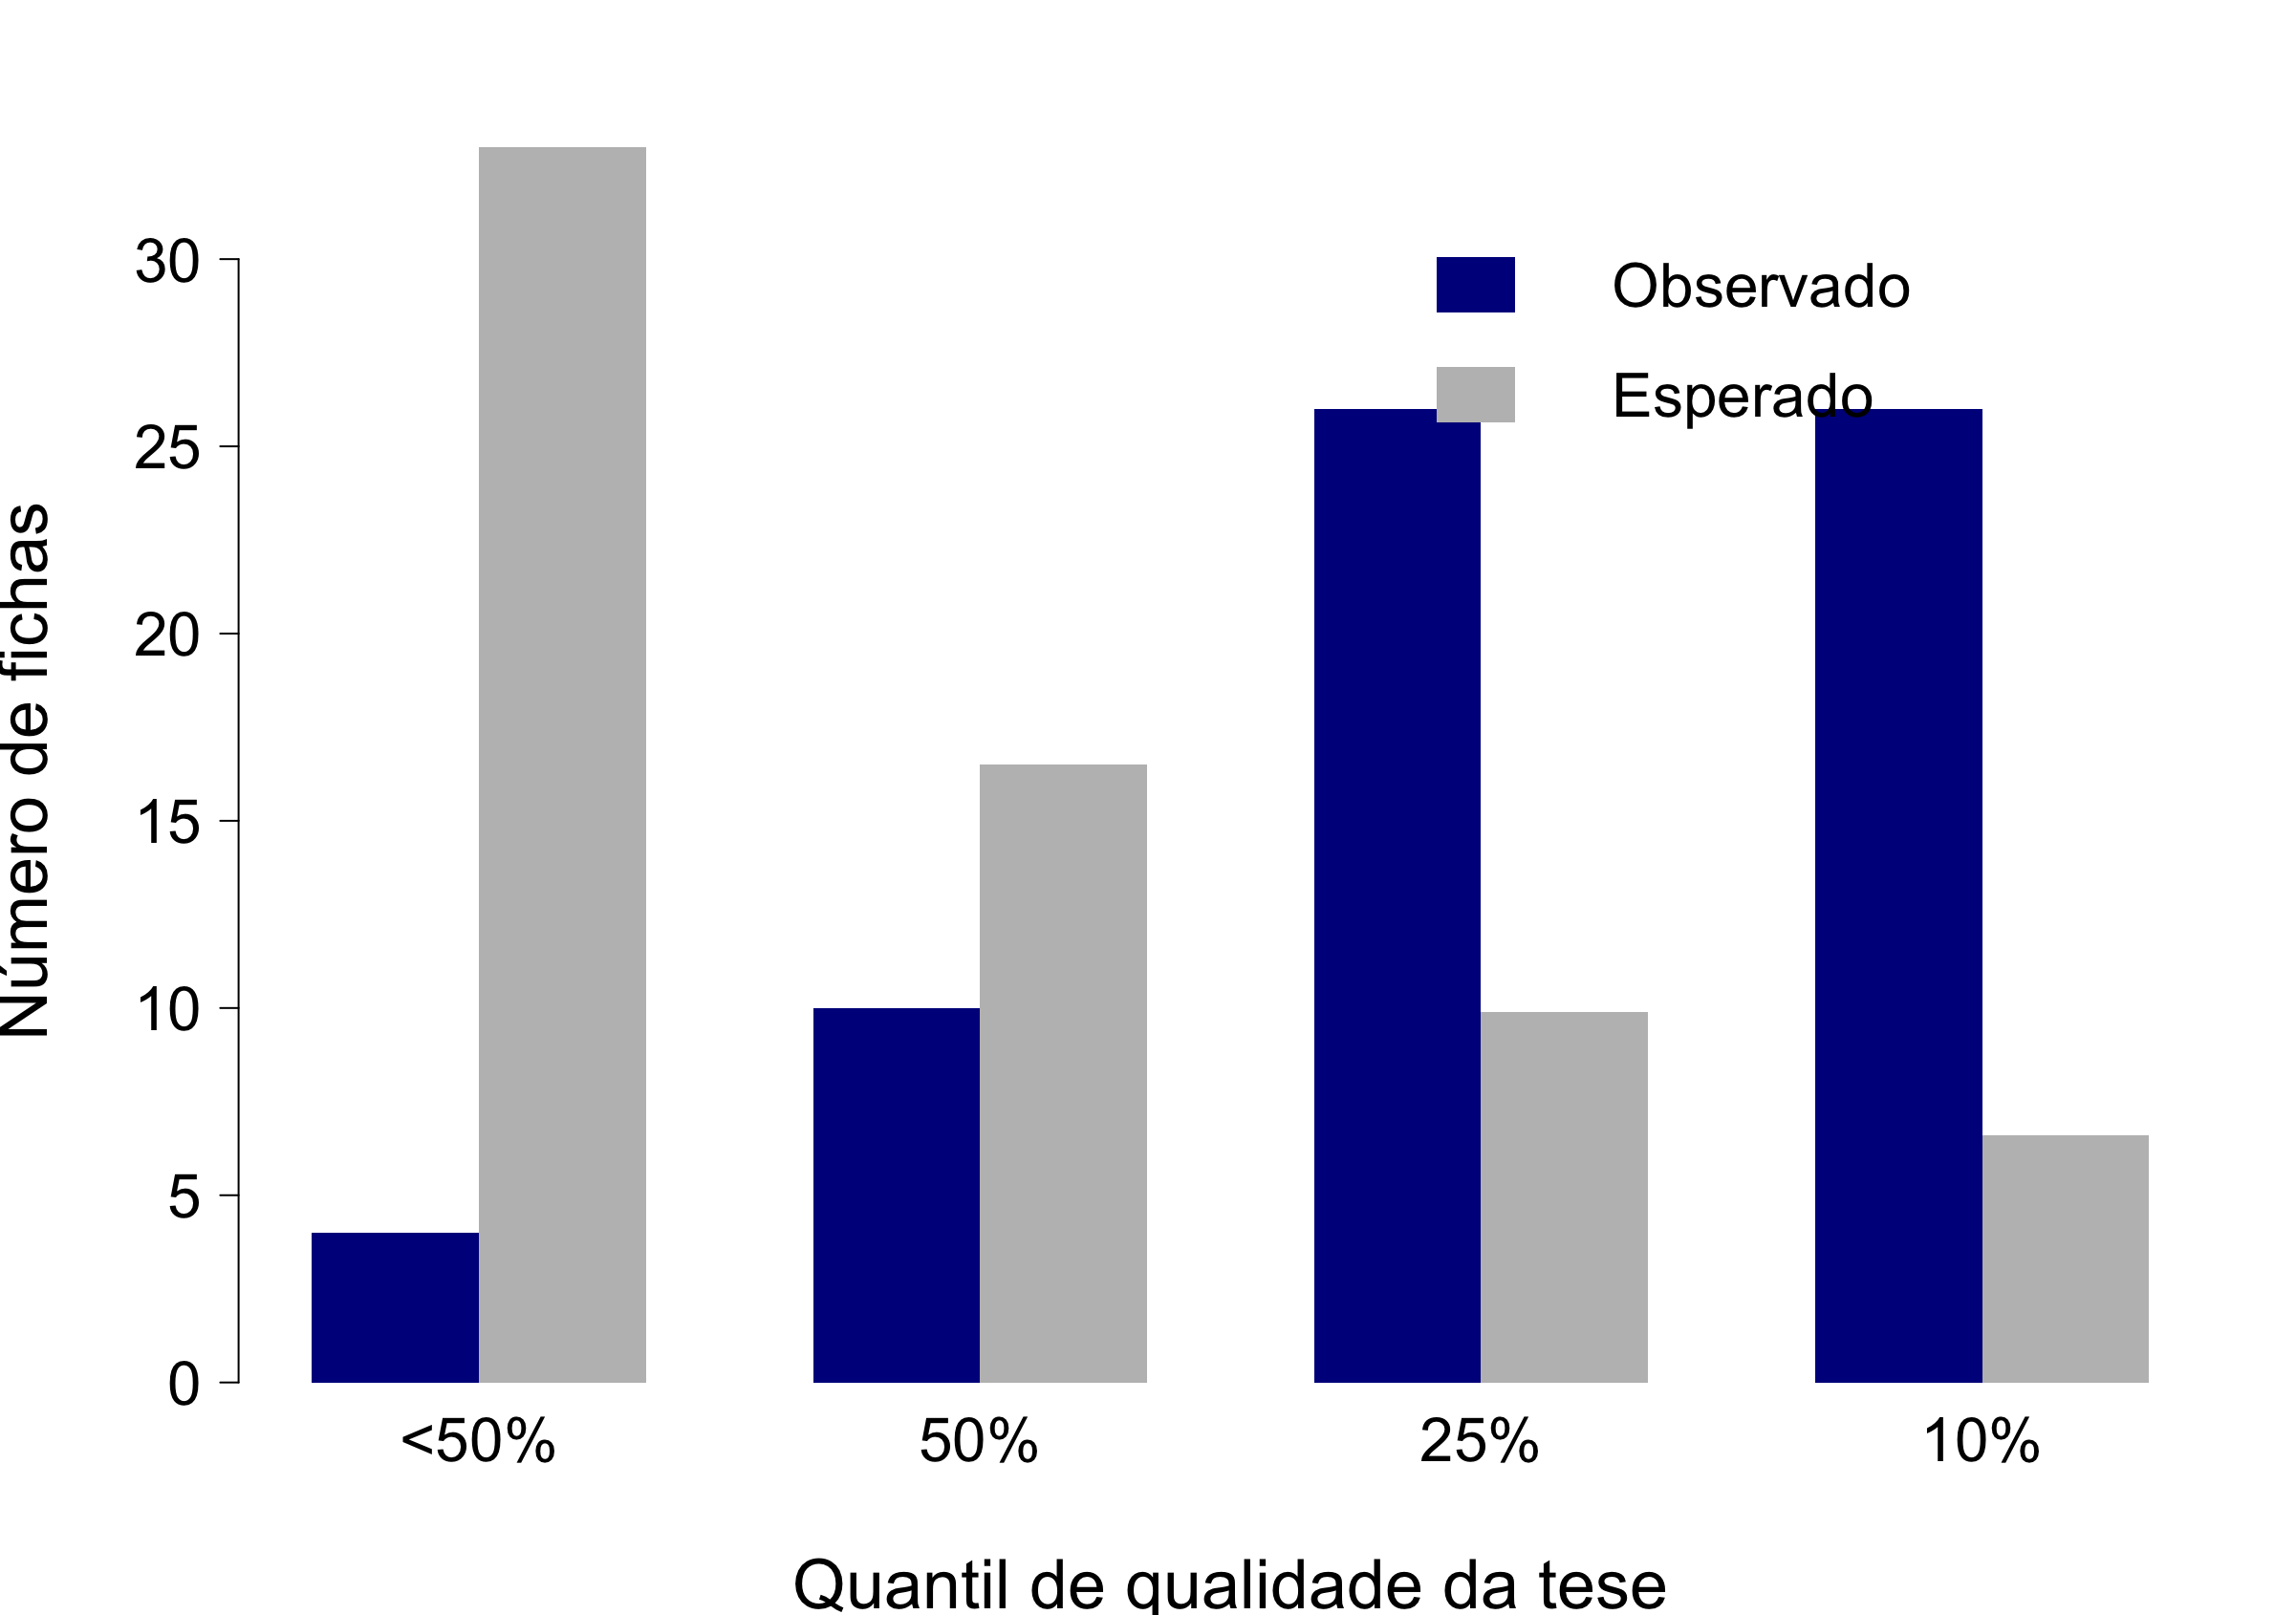 Número de fichas
30
25
20
15
10
5
0
Observado
Esperado
<50%
50%
25%
10%
Quantil de qualidade da tese